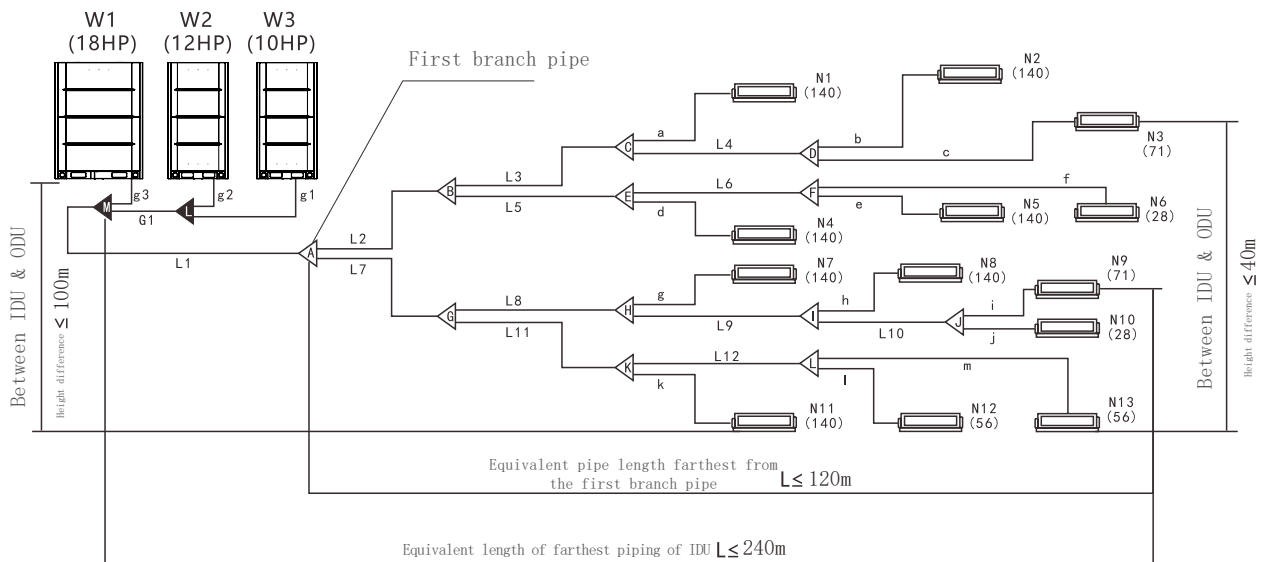 W1
(18HP)
W2
(12HP)
W3
(10HP)
First branch pipe
N1
(140)
N2
(140)
N3
(71)
a
b
c
C
L4
D
g3
g2
g1
M
G1
L
L3
B
L5
E
L6
F
f
d
e
N4
(140)
N5
(140)
N6
(28)
L1
A
L2
L7
N7
(140)
N8
(140)
N9
(71)
g
h
i
L8
H
G
L11
L9
I
L10
J
j
N10
(28)
K
L12
L
k
l
m
N11
(140)
N12
(56)
N13
(56)
Between IDU & ODU
Height difference ≤100m
Between IDU & ODU
Height difference ≤40m
Equivalent pipe length farthest from
the first branch pipe L≤120m
Equivalent length of farthest piping of IDU L≤240m